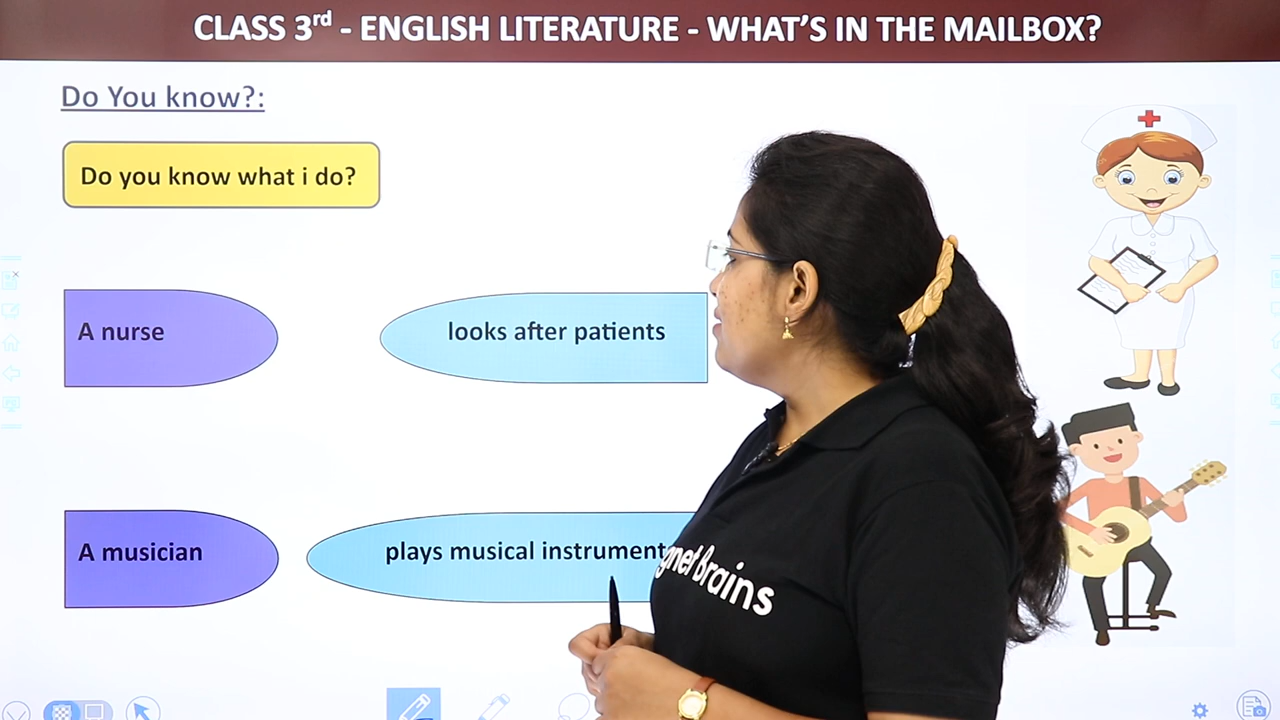 CLASS 3rd - ENGLISH LITERATURE - WHAT'S IN THE MAILBOX?
Do You know?:
Do you know what i do?
A nurse
looks after patients
A musician
plays musical instrument
gnet Brains